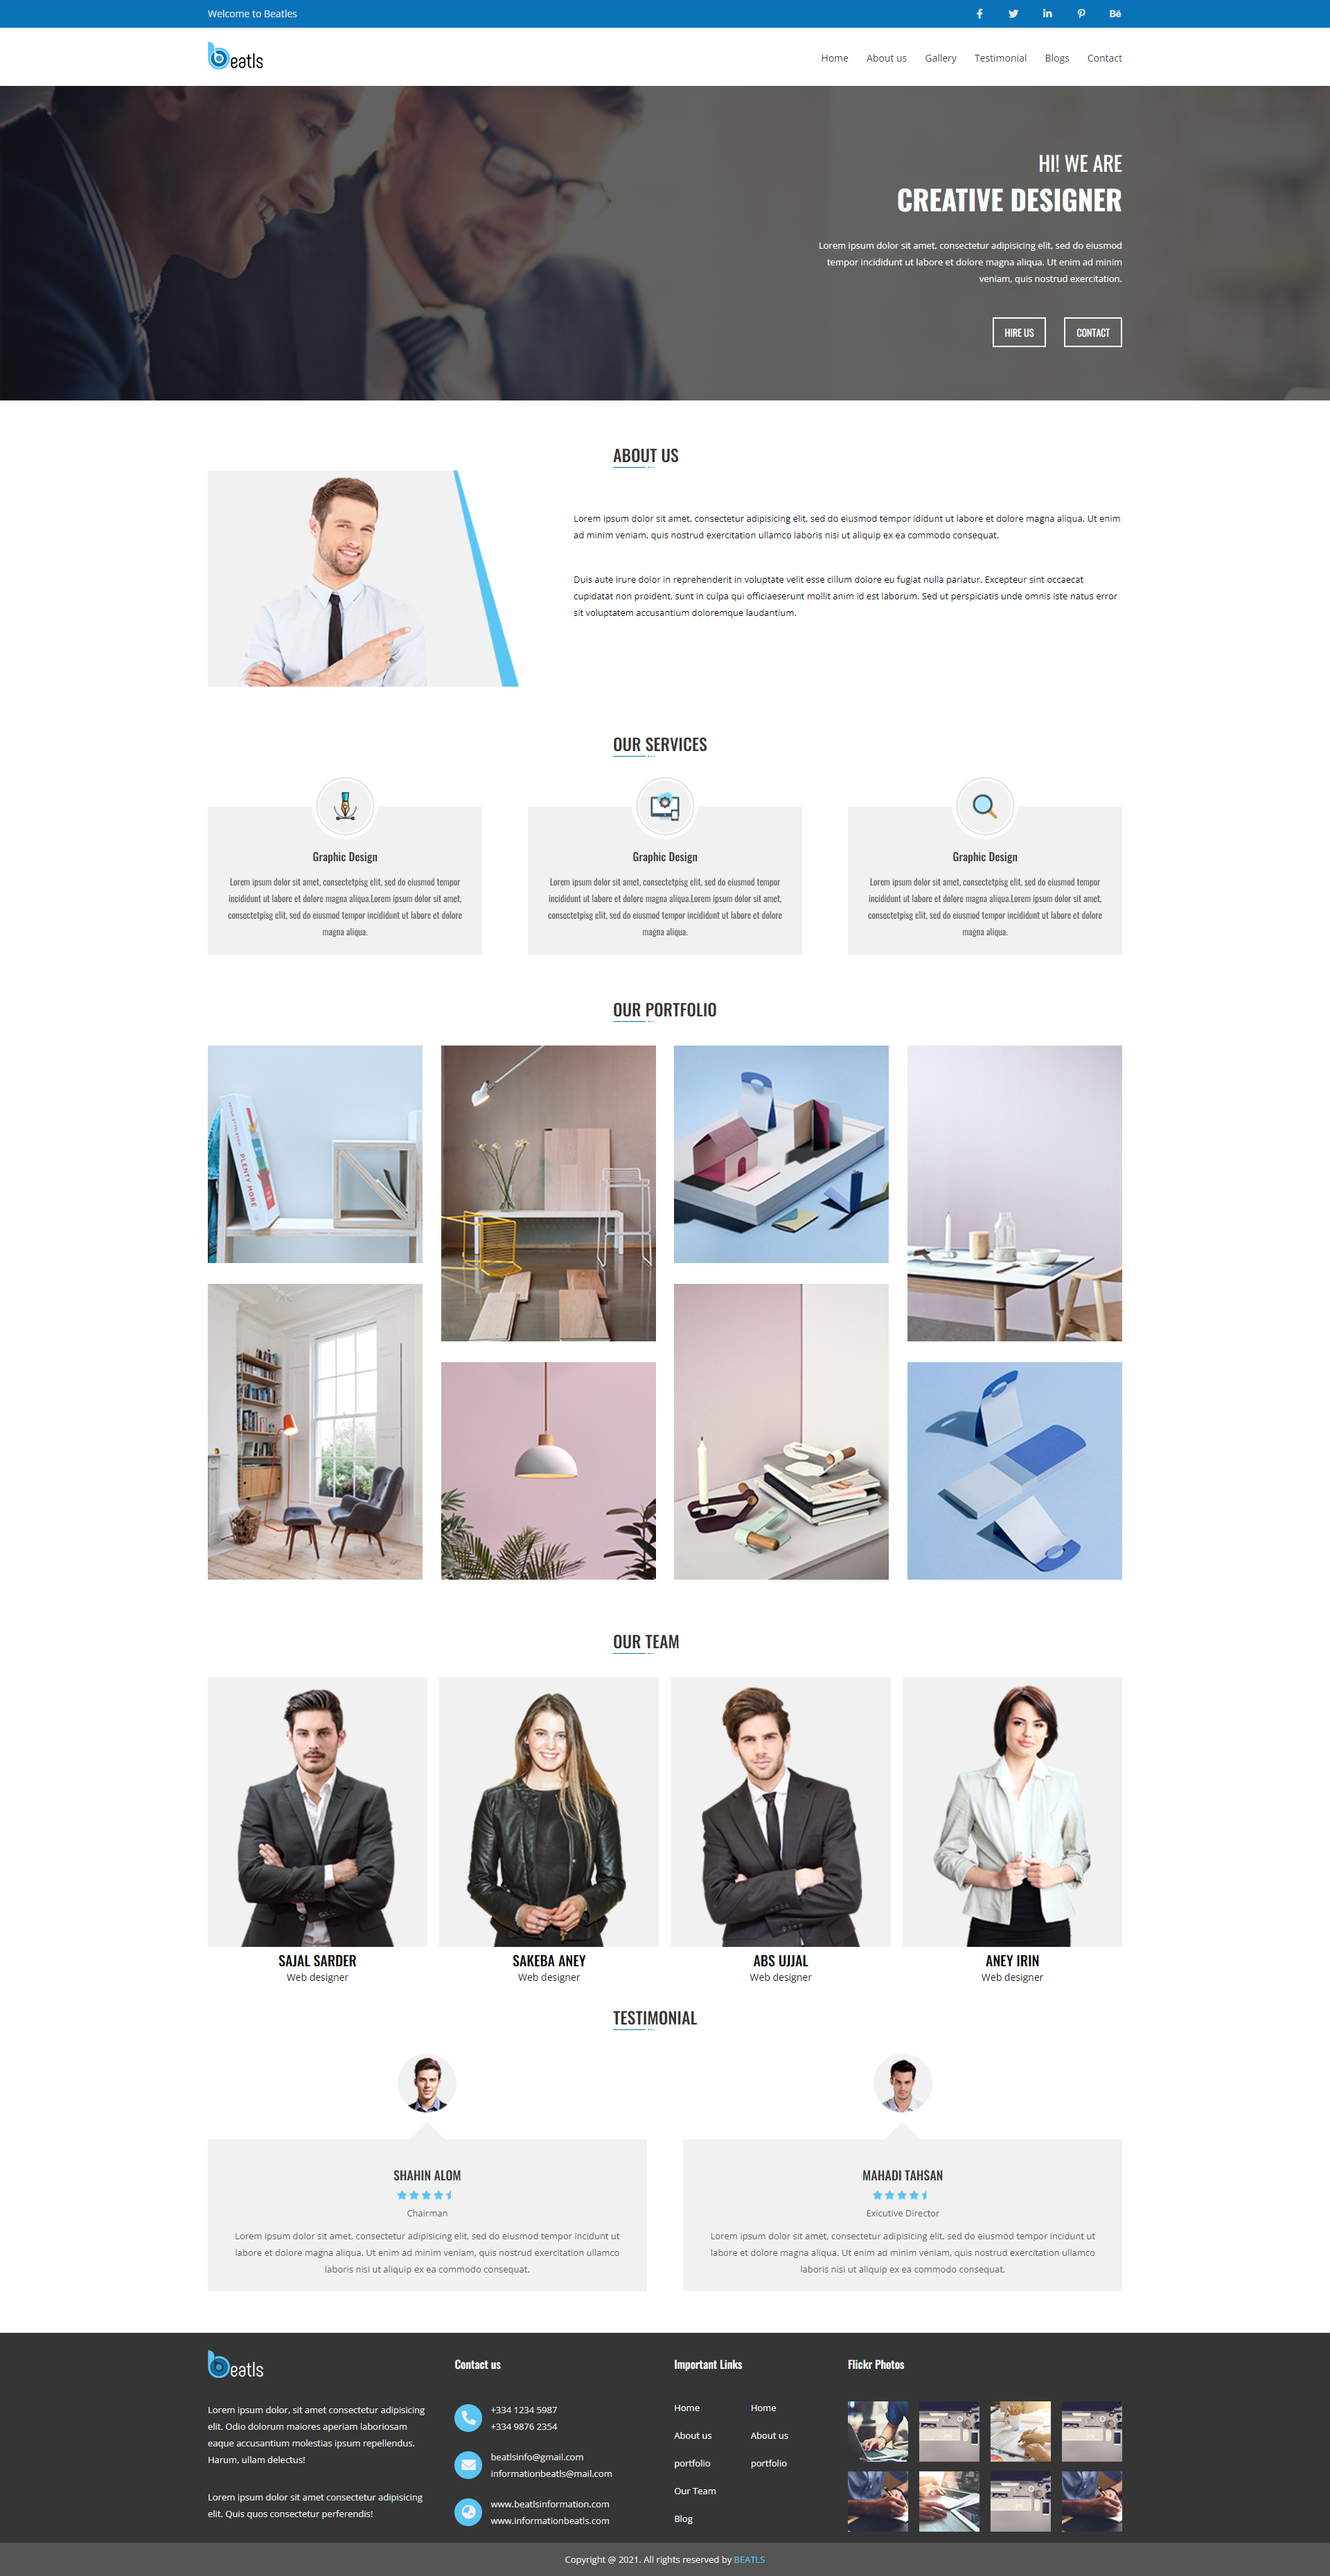 Welcome to Beatles
Bē
beatls
Home About us Gallery Testimonial Blogs Contact
HI! WE ARE
CREATIVE DESIGNER
Lorem ipsum dolor sit amet, consectetur adipisicing elit, sed do eiusmod
tempor incididunt ut labore et dolore magna aliqua. Ut enim ad minim
veniam, quis nostrud exercitation.
HIRE US CONTACT
ABOUT US
Lorem ipsum dolor sit amet, consectetur adipisicing elit, sed do eiusmod tempor ididunt ut labore et dolore magna aliqua. Ut enim
ad minim veniam, quis nostrud exercitation ullamco laboris nisi ut aliquip ex ea commodo consequat.
Duis aute irure dolor in reprehenderit in voluptate velit esse cillum dolore eu fugiat nulla pariatur. Excepteur sint occaecat
cupidatat non proident, sunt in culpa qui officiaeserunt mollit anim id est laborum. Sed ut perspiciatis unde omnis iste natus error
sit voluptatem accusantium doloremque laudantium.
OUR SERVICES
Graphic Design
Lorem ipsum dolor sit amet, consectetpisg elit, sed do eiusmod tempor
incididunt ut labore et dolore magna aliqua.Lorem ipsum dolor sit amet,
consectetpisg elit, sed do eiusmod tempor incididunt ut labore et dolore
magna aliqua.
Graphic Design
Lorem ipsum dolor sit amet, consectetpisg elit, sed do eiusmod tempor
incididunt ut labore et dolore magna aliqua.Lorem ipsum dolor sit amet,
consectetpisg elit, sed do eiusmod tempor incididunt ut labore et dolore
magna aliqua.
Graphic Design
Lorem ipsum dolor sit amet, consectetpisg elit, sed do eiusmod tempor
incididunt ut labore et dolore magna aliqua.Lorem ipsum dolor sit amet,
consectetpisg elit, sed do eiusmod tempor incididunt ut labore et dolore
magna aliqua.
OUR PORTFOLIO
PLENTY MORE
OUR TEAM
SAJAL SARDER
Web designer
SAKEBA ANEY
Web designer
ABS UJJAL
Web designer
ANEY IRIN
Web designer
TESTIMONIAL
SHAHIN ALOM
Chairman
Lorem ipsum dolor sit amet, consectetur adipisicing elit, sed do eiusmod tempor incidunt ut
labore et dolore magna aliqua. Ut enim ad minim veniam, quis nostrud exercitation ullamco
laboris nisi ut aliquip ex ea commodo consequat.
MAHADI TAHSAN
Exicutive Director
Lorem ipsum dolor sit amet, consectetur adipisicing elit, sed do eiusmod tempor incidunt ut
labore et dolore magna aliqua. Ut enim ad minim veniam, quis nostrud exercitation ullamco
laboris nisi ut aliquip ex ea commodo consequat.
beatls
Lorem ipsum dolor, sit amet consectetur adipisicing
elit. Odio dolorum maiores aperiam laboriosam
eaque accusantium molestias ipsum repellendus.
Harum, ullam delectus!
Lorem ipsum dolor sit amet consectetur adipisicing
elit. Quis quos consectetur perferendis!
Contact us
+334 1234 5987
+334 9876 2354
beatlsinfo@gmail.com
informationbeatls@mail.com
www.beatlsinformation.com
www.informationbeatls.com
Important Links
Home Home
About us About us
portfolio portfolio
Our Team
Blog
Flickr Photos
Copyright @ 2021. All rights reserved by BEATLS